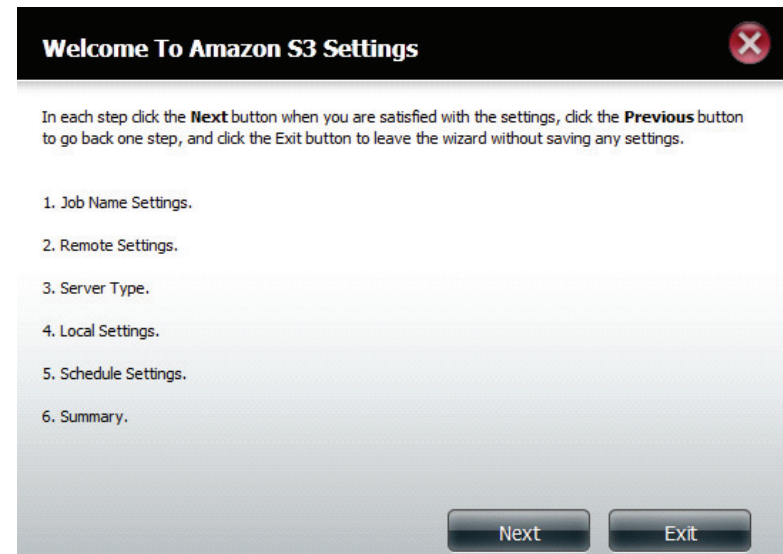 Welcome To Amazon S3 Settings
In each step click the Next button when you are satisfied with the settings, click the Previous button
to go back one step, and click the Exit button to leave the wizard without saving any settings.
1. Job Name Settings.
2. Remote Settings.
3. Server Type.
4. Local Settings.
5. Schedule Settings.
6. Summary.
Next
Exit